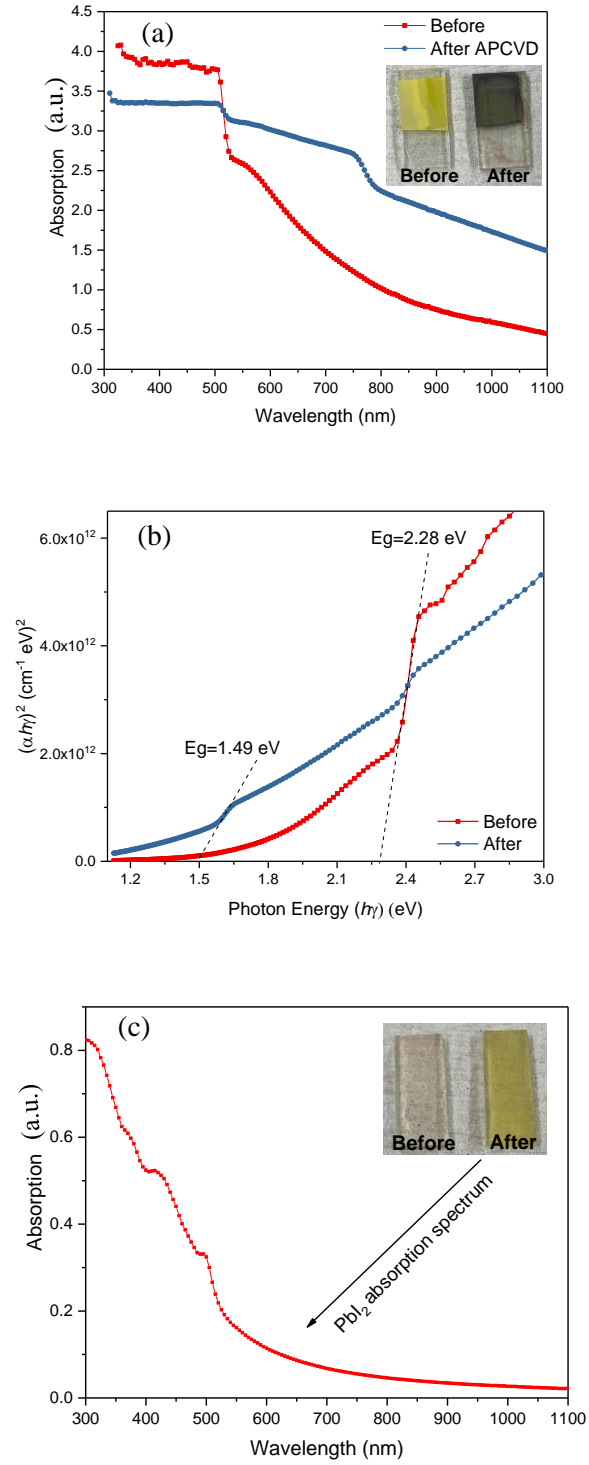 (a)
Before
After APCVD
4.5
4.0
3.5
3.0
2.5
2.0
1.5
1.0
0.5
0.0
Absorption (a.u.)
Before After
300 400 500 600 700 800 900 1000 1100
Wavelength (nm)
(b)
Eg=2.28 eV
Eg=1.49 eV
6.0x10¹²
4.0x10¹²
2.0x10¹²
0.0
(αhγ)² (cm⁻¹ eV)²
Before
After
1.2 1.5 1.8 2.1 2.4 2.7 3.0
Photon Energy (hγ) (eV)
(c)
0.8
0.6
0.4
0.2
0.0
Absorption (a.u.)
Before After
PbI₂ absorption spectrum
300 400 500 600 700 800 900 1000 1100
Wavelength (nm)